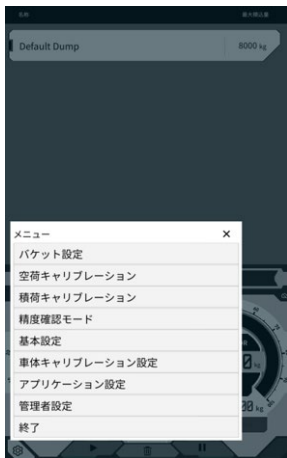 名称 最大積込量
Default Dump 8000 kg
メニュー ×
バケット設定
空荷キャリブレーション
積荷キャリブレーション
精度確認モード
基本設定
車体キャリブレーション設定
アプリケーション設定
管理者設定
終了
kg